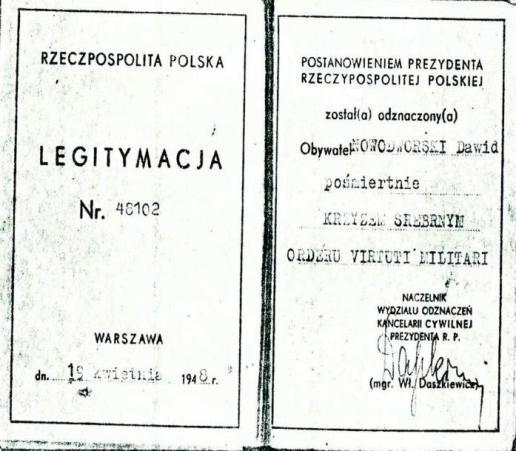 RZECZPOSPOLITA POLSKA
LEGITYMACJA
Nr. 48102
WARSZAWA
dn. 19 kwietnia 1948 r.
POSTANOWIENIEM PREZYDENTA
RZECZYPOSPOLITEJ POLSKIEJ
został(a) odznaczony(a)
Obywatel NOWODWORSKI Dawid
pośmiertnie
KRZYŻEM SREBRNYM
ORDERU VIRTUTI MILITARI
NACZELNIK
WYDZIAŁU ODZNACZEŃ
KANCELARII CYWILNEJ
PREZYDENTA R. P.
(mgr. Wł. Daszkiewicz)